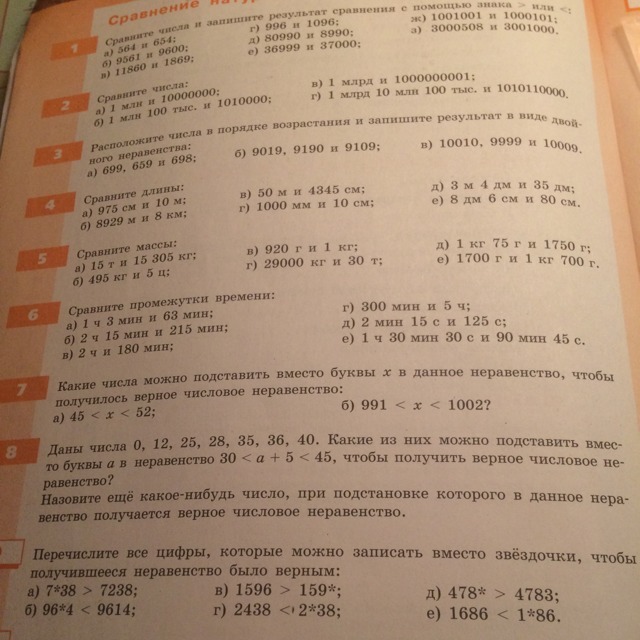 Сравнение
1
Сравните числа и запишите результат сравнения с помощью знака > или <:
а) 564 и 654; г) 996 и 1096; ж) 1001001 и 1000101;
б) 9561 и 9600; д) 80990 и 8990; з) 3000508 и 3001000.
в) 11860 и 1869; е) 36999 и 37000;
2
Сравните числа:
а) 1 млн и 10000000; в) 1 млрд и 1000000001;
б) 1 млн 100 тыс. и 1010000; г) 1 млрд 10 млн 100 тыс. и 1010110000.
3
Расположите числа в порядке возрастания и запишите результат в виде двой-
ного неравенства:
а) 699, 659 и 698; б) 9019, 9190 и 9109; в) 10010, 9999 и 10009.
4
Сравните длины:
а) 975 см и 10 м; в) 50 м и 4345 см; д) 3 м 4 дм и 35 дм;
б) 8929 м и 8 км; г) 1000 мм и 10 см; е) 8 дм 6 см и 80 см.
5
Сравните массы:
а) 15 т и 15 305 кг; в) 920 г и 1 кг; д) 1 кг 75 г и 1750 г;
б) 495 кг и 5 ц; г) 29000 кг и 30 т; е) 1700 г и 1 кг 700 г.
6
Сравните промежутки времени:
а) 1 ч 3 мин и 63 мин; г) 300 мин и 5 ч;
б) 2 ч 15 мин и 215 мин; д) 2 мин 15 с и 125 с;
в) 2 ч и 180 мин; е) 1 ч 30 мин 30 с и 90 мин 45 с.
7
Какие числа можно подставить вместо буквы x в данное неравенство, чтобы
получилось верное числовое неравенство:
а) 45 < x < 52; б) 991 < x < 1002?
8
Даны числа 0, 12, 25, 28, 35, 36, 40. Какие из них можно подставить вмес-
то буквы a в неравенство 30 < a + 5 < 45, чтобы получить верное числовое не-
равенство?
Назовите ещё какое-нибудь число, при подстановке которого в данное нера-
венство получается верное числовое неравенство.
Перечислите все цифры, которые можно записать вместо звёздочки, чтобы
получившееся неравенство было верным:
а) 7*38 > 7238; в) 1596 > 159*; д) 478* > 4783;
б) 96*4 < 9614; г) 2438 < 2*38; е) 1686 < 1*86.